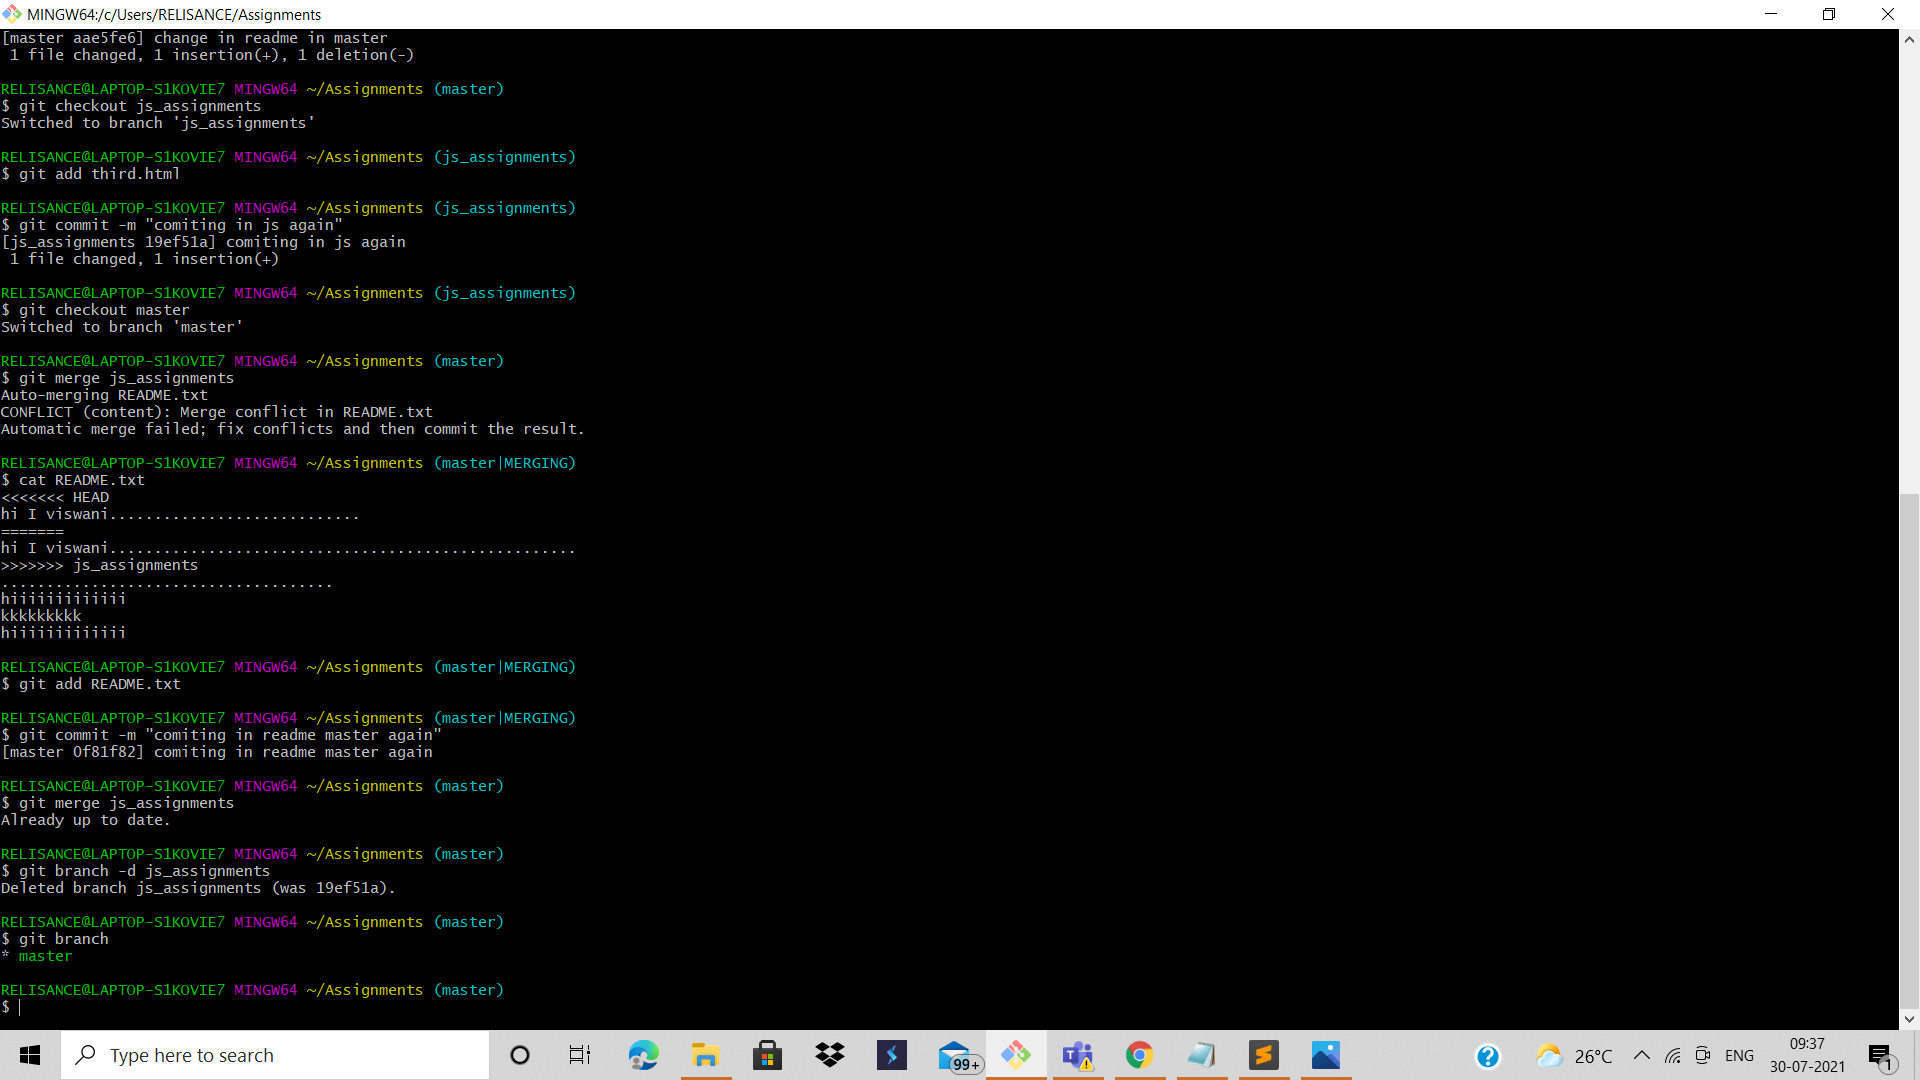 MINGW64:/c/Users/RELISANCE/Assignments
[master aae5fe6] change in readme in master
 1 file changed, 1 insertion(+), 1 deletion(-)
RELISANCE@LAPTOP-S1KOVIE7 MINGW64 ~/Assignments (master)
$ git checkout js_assignments
Switched to branch 'js_assignments'
RELISANCE@LAPTOP-S1KOVIE7 MINGW64 ~/Assignments (js_assignments)
$ git add third.html
RELISANCE@LAPTOP-S1KOVIE7 MINGW64 ~/Assignments (js_assignments)
$ git commit -m "comiting in js again"
[js_assignments 19ef51a] comiting in js again
 1 file changed, 1 insertion(+)
RELISANCE@LAPTOP-S1KOVIE7 MINGW64 ~/Assignments (js_assignments)
$ git checkout master
Switched to branch 'master'
RELISANCE@LAPTOP-S1KOVIE7 MINGW64 ~/Assignments (master)
$ git merge js_assignments
Auto-merging README.txt
CONFLICT (content): Merge conflict in README.txt
Automatic merge failed; fix conflicts and then commit the result.
RELISANCE@LAPTOP-S1KOVIE7 MINGW64 ~/Assignments (master|MERGING)
$ cat README.txt
<<<<<<< HEAD
hi I viswani............................
=======
hi I viswani....................................................
>>>>>>> js_assignments
.....................................
hiiiiiiiiiiiii
kkkkkkkkk
hiiiiiiiiiiiii
RELISANCE@LAPTOP-S1KOVIE7 MINGW64 ~/Assignments (master|MERGING)
$ git add README.txt
RELISANCE@LAPTOP-S1KOVIE7 MINGW64 ~/Assignments (master|MERGING)
$ git commit -m "comiting in readme master again"
[master 0f81f82] comiting in readme master again
RELISANCE@LAPTOP-S1KOVIE7 MINGW64 ~/Assignments (master)
$ git merge js_assignments
Already up to date.
RELISANCE@LAPTOP-S1KOVIE7 MINGW64 ~/Assignments (master)
$ git branch -d js_assignments
Deleted branch js_assignments (was 19ef51a).
RELISANCE@LAPTOP-S1KOVIE7 MINGW64 ~/Assignments (master)
$ git branch
* master
RELISANCE@LAPTOP-S1KOVIE7 MINGW64 ~/Assignments (master)
$
Type here to search
99+
26°C
ENG
09:37
30-07-2021
1